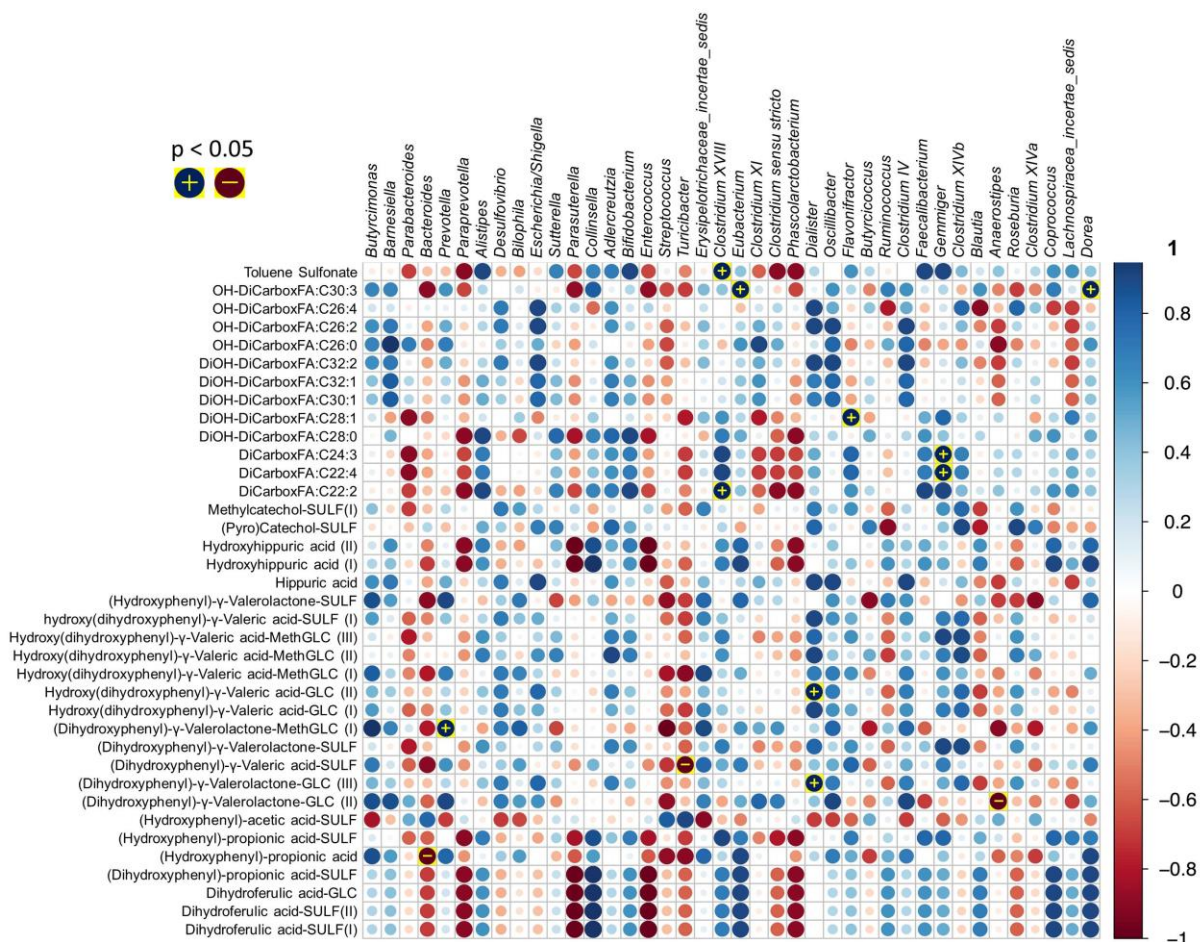 p < 0.05
+ −
Butyricimonas
Barnesiella
Parabacteroides
Bacteroides
Prevotella
Paraprevotella
Alistipes
Desulfovibrio
Bilophila
Escherichia/Shigella
Sutterella
Parasuterella
Collinsella
Adlercreutzia
Bifidobacterium
Enterococcus
Streptococcus
Turicibacter
Erysipelotrichaceae_incertae_sedis
Clostridium XVIII
Eubacterium
Clostridium XI
Clostridium sensu stricto
Phascolarctobacterium
Dialister
Oscillibacter
Flavonifractor
Butyrcicoccus
Ruminococcus
Clostridium IV
Faecalibacterium
Gemmiger
Clostridium XIVb
Blautia
Anaerostipes
Roseburia
Clostridium XIVa
Coprococcus
Lachnospiracea_incertae_sedis
Dorea
Toluene Sulfonate +
OH-DiCarboxFA:C30:3 + +
OH-DiCarboxFA:C26:4
OH-DiCarboxFA:C26:2
OH-DiCarboxFA:C26:0
DiOH-DiCarboxFA:C32:2
DiOH-DiCarboxFA:C32:1
DiOH-DiCarboxFA:C30:1
DiOH-DiCarboxFA:C28:1 +
DiOH-DiCarboxFA:C28:0
DiCarboxFA:C24:3 +
DiCarboxFA:C22:4 +
DiCarboxFA:C22:2 +
Methylcatechol-SULF(I)
(Pyro)Catechol-SULF
Hydroxyhippuric acid (II)
Hydroxyhippuric acid (I)
Hippuric acid
(Hydroxyphenyl)-γ-Valerolactone-SULF
hydroxy(dihydroxyphenyl)-γ-Valeric acid-SULF (I)
Hydroxy(dihydroxyphenyl)-γ-Valeric acid-MethGLC (III)
Hydroxy(dihydroxyphenyl)-γ-Valeric acid-MethGLC (II)
Hydroxy(dihydroxyphenyl)-γ-Valeric acid-MethGLC (I)
Hydroxy(dihydroxyphenyl)-γ-Valeric acid-GLC (II) +
Hydroxy(dihydroxyphenyl)-γ-Valeric acid-GLC (I)
(Dihydroxyphenyl)-γ-Valerolactone-MethGLC (I) +
(Dihydroxyphenyl)-γ-Valerolactone-SULF
(Dihydroxyphenyl)-γ-Valeric acid-SULF −
(Dihydroxyphenyl)-γ-Valerolactone-GLC (III) +
(Dihydroxyphenyl)-γ-Valerolactone-GLC (II) −
(Hydroxyphenyl)-acetic acid-SULF
(Hydroxyphenyl)-propionic acid-SULF
(Hydroxyphenyl)-propionic acid −
(Dihydroxyphenyl)-propionic acid-SULF
Dihydroferulic acid-GLC
Dihydroferulic acid-SULF(II)
Dihydroferulic acid-SULF(I)
1
0.8
0.6
0.4
0.2
0
−0.2
−0.4
−0.6
−0.8
−1